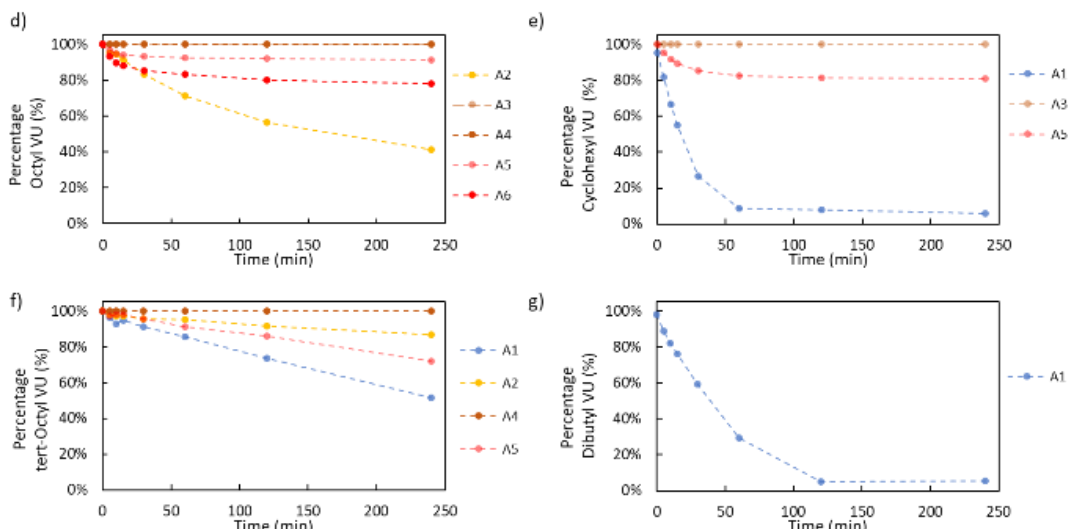 d)
100%
80%
60%
40%
20%
0%
Percentage
Octyl VU (%)
0 50 100 150 200 250
Time (min)
A2
A3
A4
A5
A6
e)
100%
80%
60%
40%
20%
0%
Percentage
Cyclohexyl VU (%)
0 50 100 150 200 250
Time (min)
A1
A3
A5
f)
100%
80%
60%
40%
20%
0%
Percentage
tert-Octyl VU (%)
0 50 100 150 200 250
Time (min)
A1
A2
A4
A5
g)
100%
80%
60%
40%
20%
0%
Percentage
Dibutyl VU (%)
0 50 100 150 200 250
Time (min)
A1